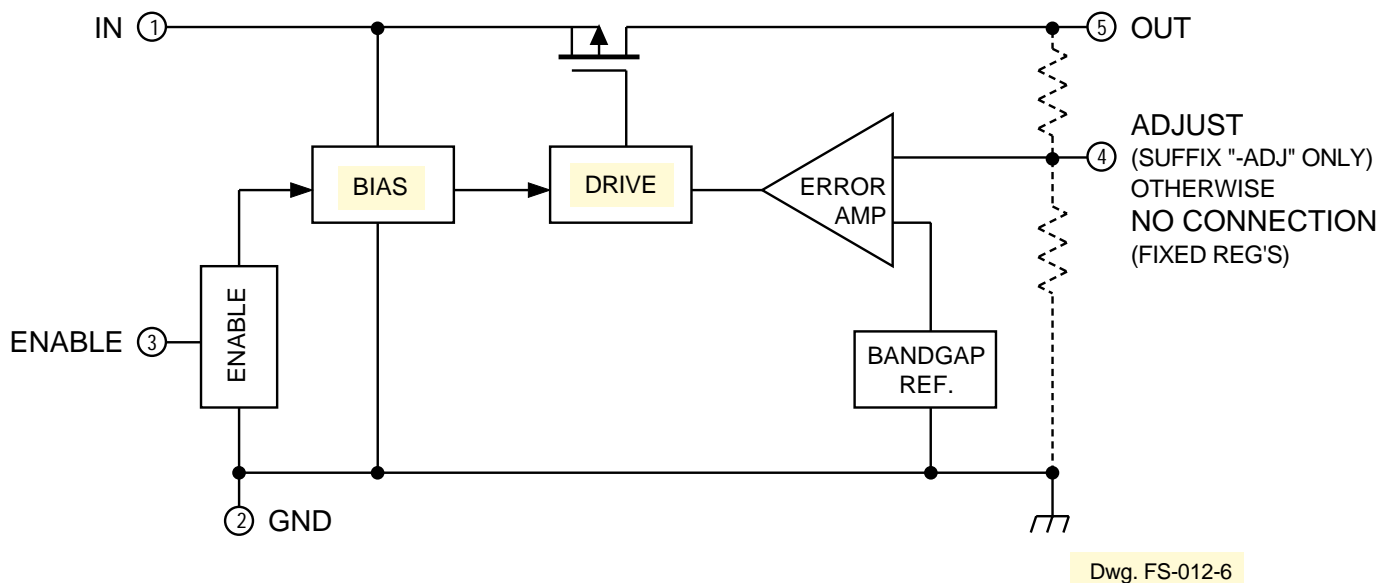 IN 1
5 OUT
BIAS
DRIVE
ERROR
AMP
4
ADJUST
(SUFFIX "-ADJ" ONLY)
OTHERWISE
NO CONNECTION
(FIXED REG'S)
ENABLE 3
ENABLE
BANDGAP
REF.
2 GND
Dwg. FS-012-6